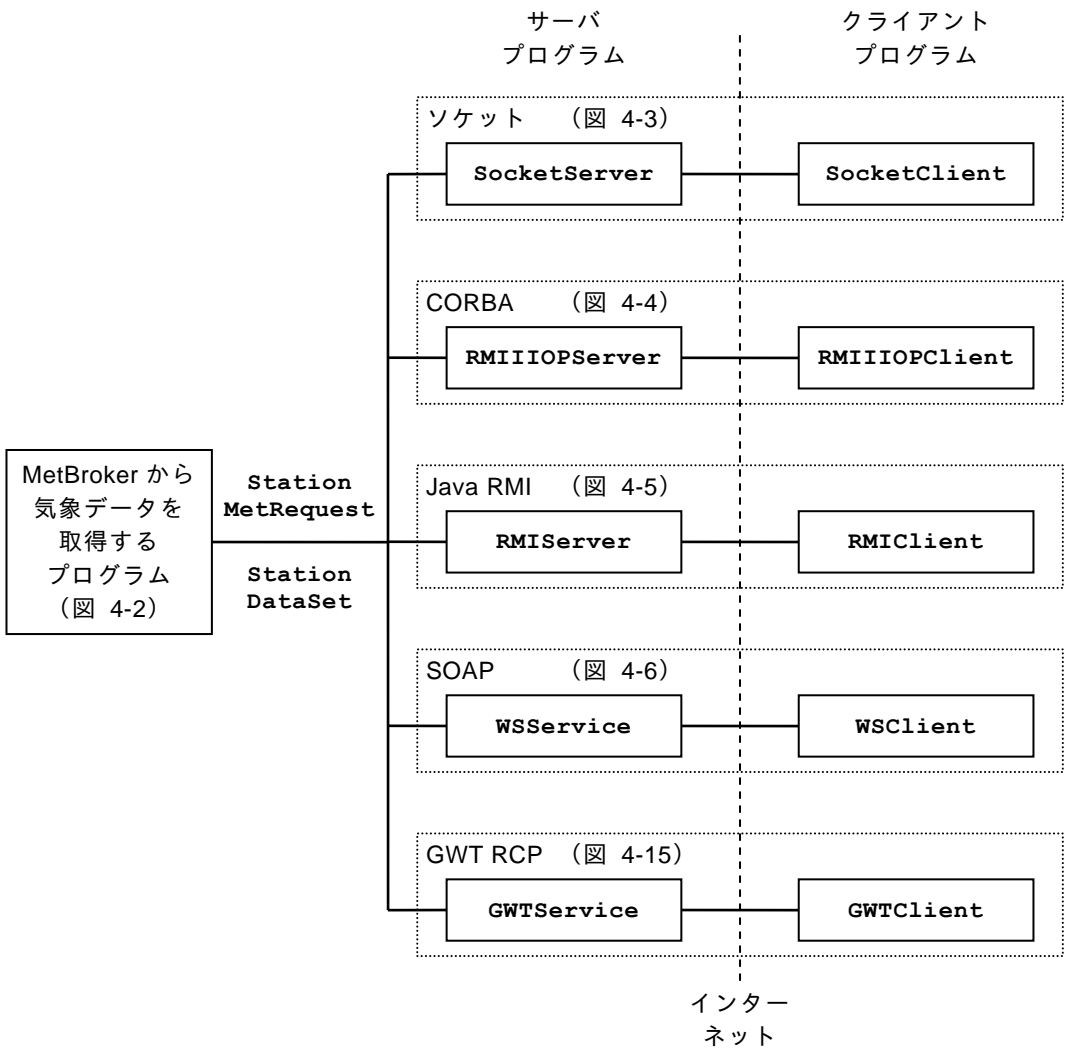 サーバ
プログラム
クライアント
プログラム
ソケット （図 4-3）
SocketServer
SocketClient
CORBA （図 4-4）
RMIIIOPServer
RMIIIOPClient
MetBroker から
気象データを
取得する
プログラム
（図 4-2）
Station
MetRequest
Station
DataSet
Java RMI （図 4-5）
RMIServer
RMIClient
SOAP （図 4-6）
WSService
WSClient
GWT RCP （図 4-15）
GWTService
GWTClient
インター
ネット